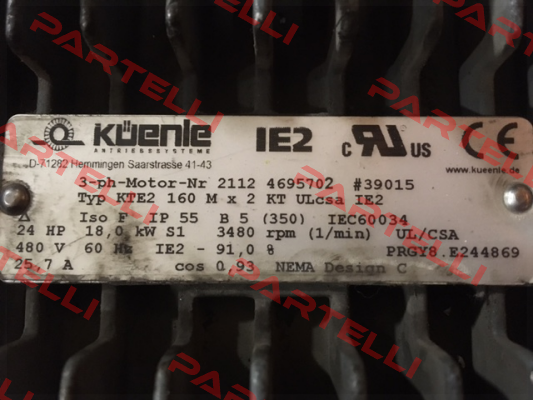 KÜENLE IE2 c RU US CE
ANTRIEBSSYSTEME
D-71282 Hemmingen Saarstrasse 41-43 www.kueenle.de
3-ph-Motor-Nr 2112 4695702 #39015
Typ KTE2 160 M x 2 KT ULcsa IE2
Δ Iso F IP 55 B 5 (350) IEC60034
24 HP 18,0 kW S1 3480 rpm (1/min) UL/CSA
480 V 60 Hz IE2 - 91,0 % PRGY8.E244869
25,7 A cos 0,93 NEMA Design C
PARTELLI
PARTELLI
PARTELLI
PARTELLI
PARTELLI
PARTELLI